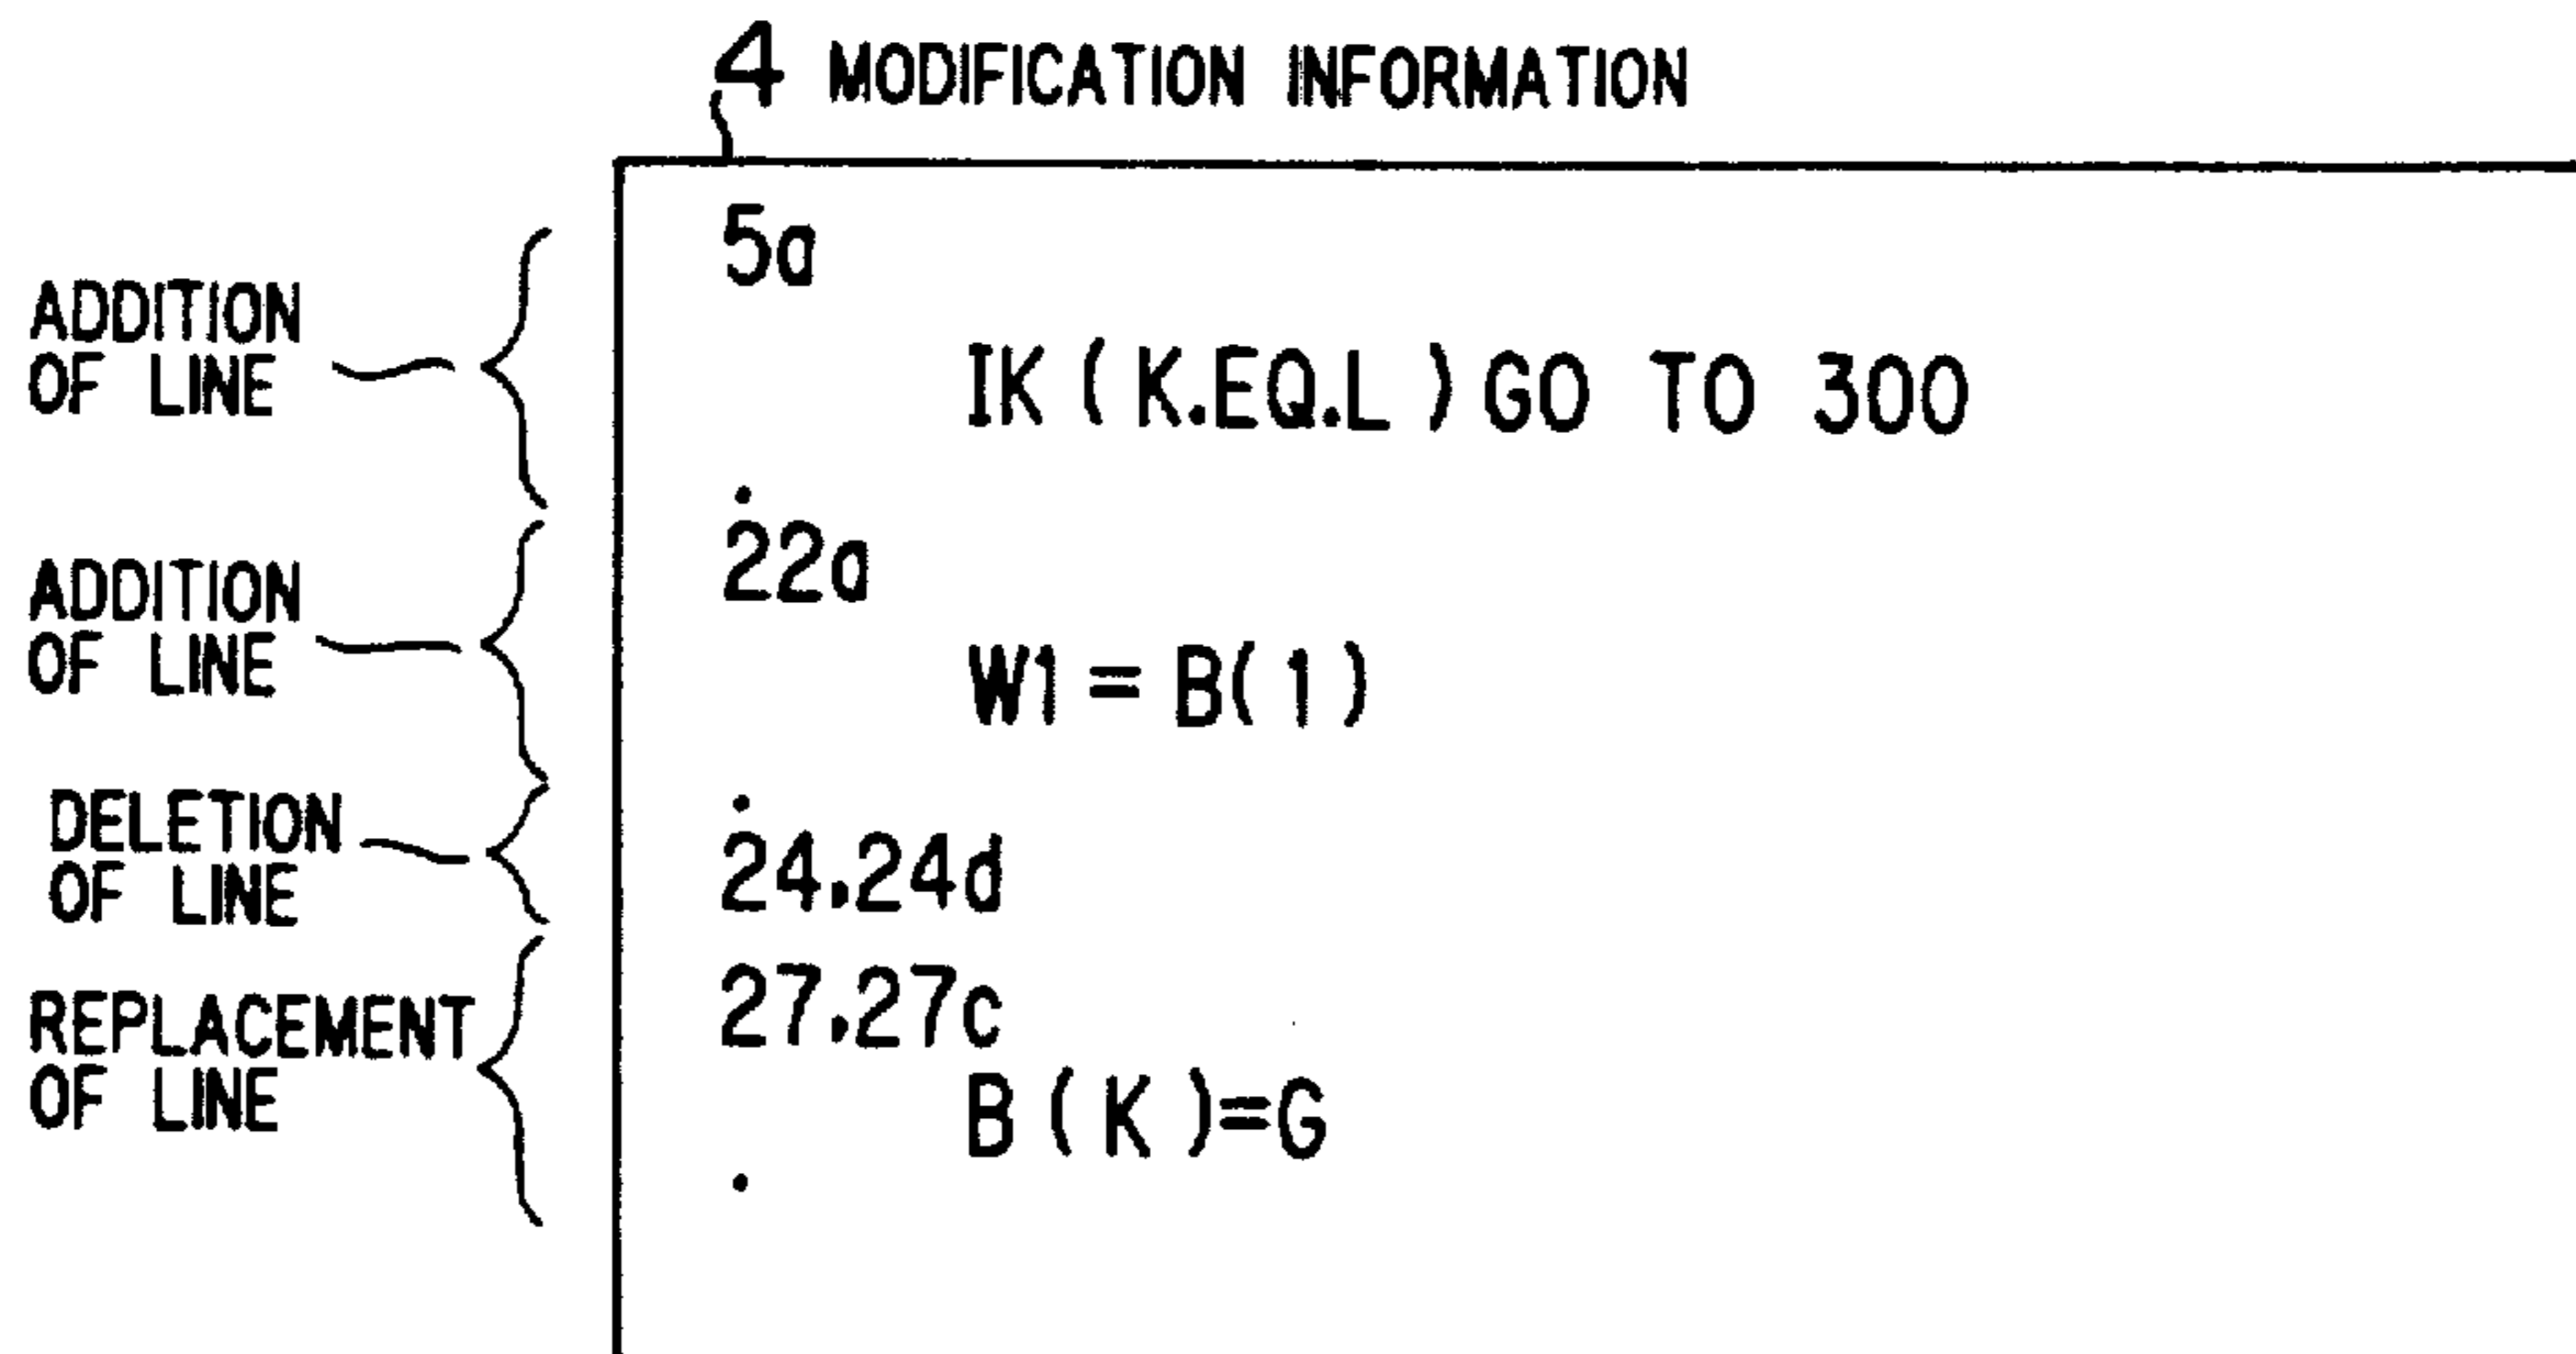 4 MODIFICATION INFORMATION
ADDITION
OF LINE
5a
IK ( K.EQ.L ) GO TO 300
.
ADDITION
OF LINE
22a
W1 = B( 1 )
.
DELETION
OF LINE
24.24d
REPLACEMENT
OF LINE
27.27c
B ( K )=G
.